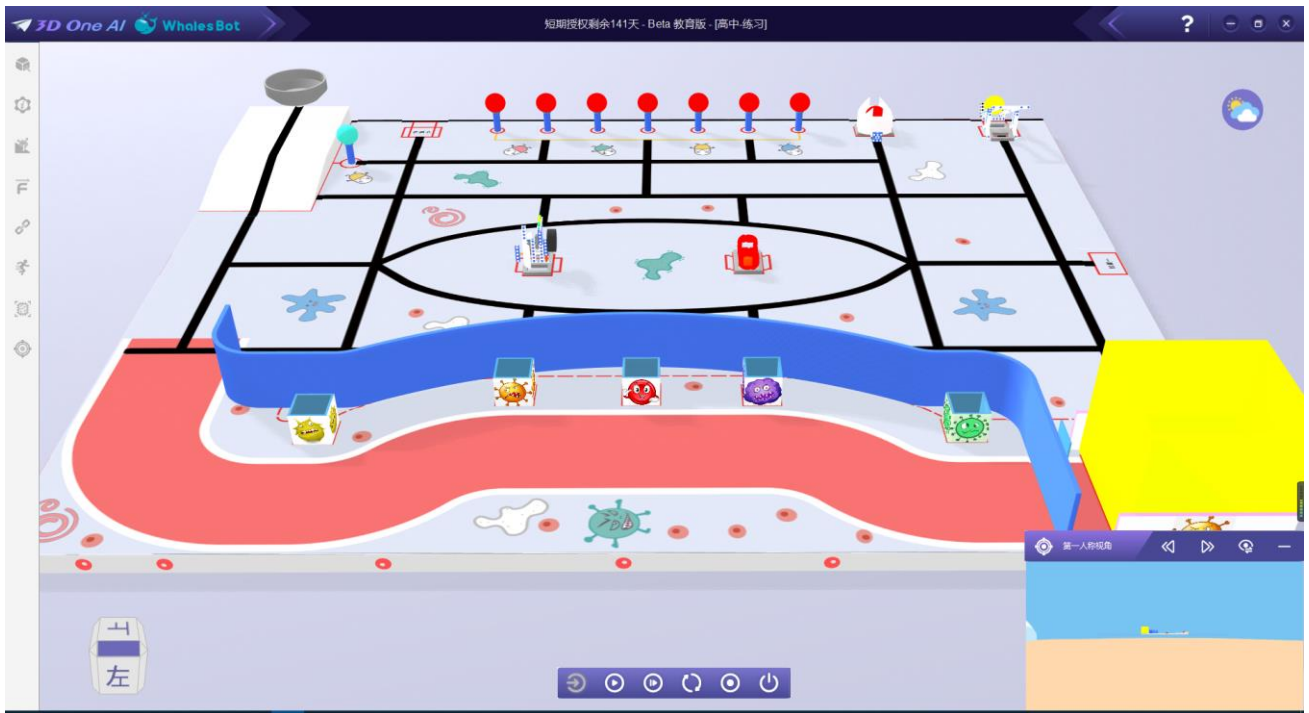 3D One AI WhalesBot
短期授权剩余141天 - Beta 教育版 - [高中-练习]
?
第一人称视角
上
左